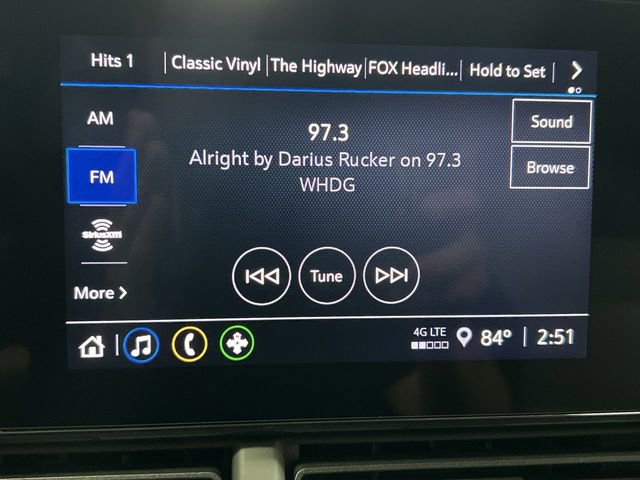 Hits 1 Classic Vinyl The Highway FOX Headli... Hold to Set
AM
97.3
Sound
Alright by Darius Rucker on 97.3
WHDG
FM
Browse
SiriusXM
Tune
More
4G LTE
84° 2:51